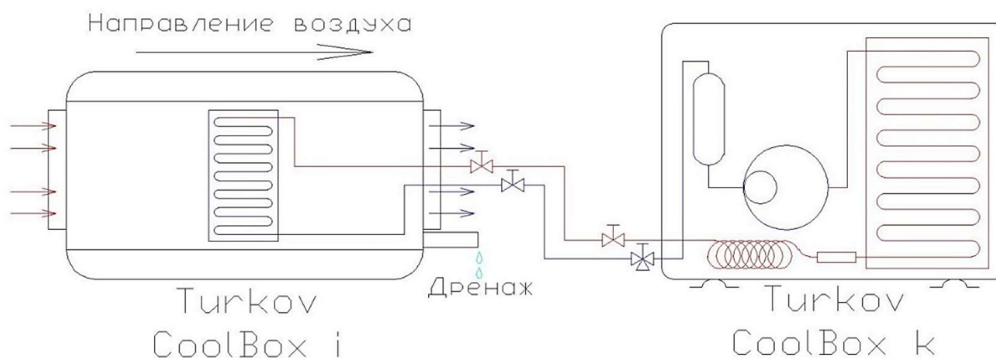 Направление воздуха
Дренаж
Turkov
CoolBox i
Turkov
CoolBox k